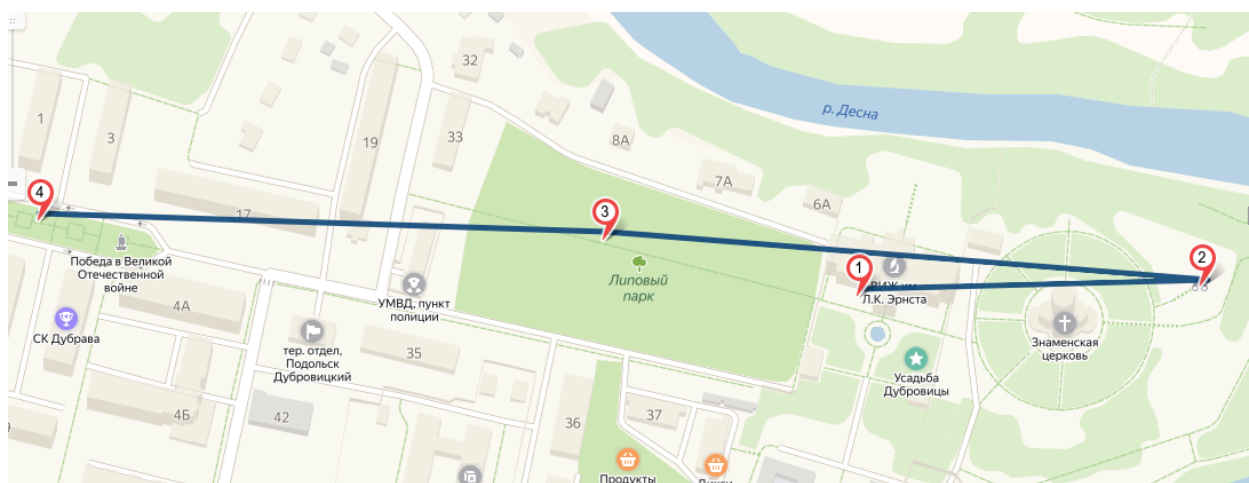 32
р. Десна
1
3
19
33
8А
7А
6А
4
17
3
2
1
Победа в Великой
Отечественной
войне
4А
УМВД, пункт
полиции
Липовый
парк
ВИЖ им.
Л.К. Эрнста
СК Дубрава
тер. отдел,
Подольск
Дубровицкий
35
Знаменская
церковь
Усадьба
Дубровицы
4Б
42
36
37
Продукты